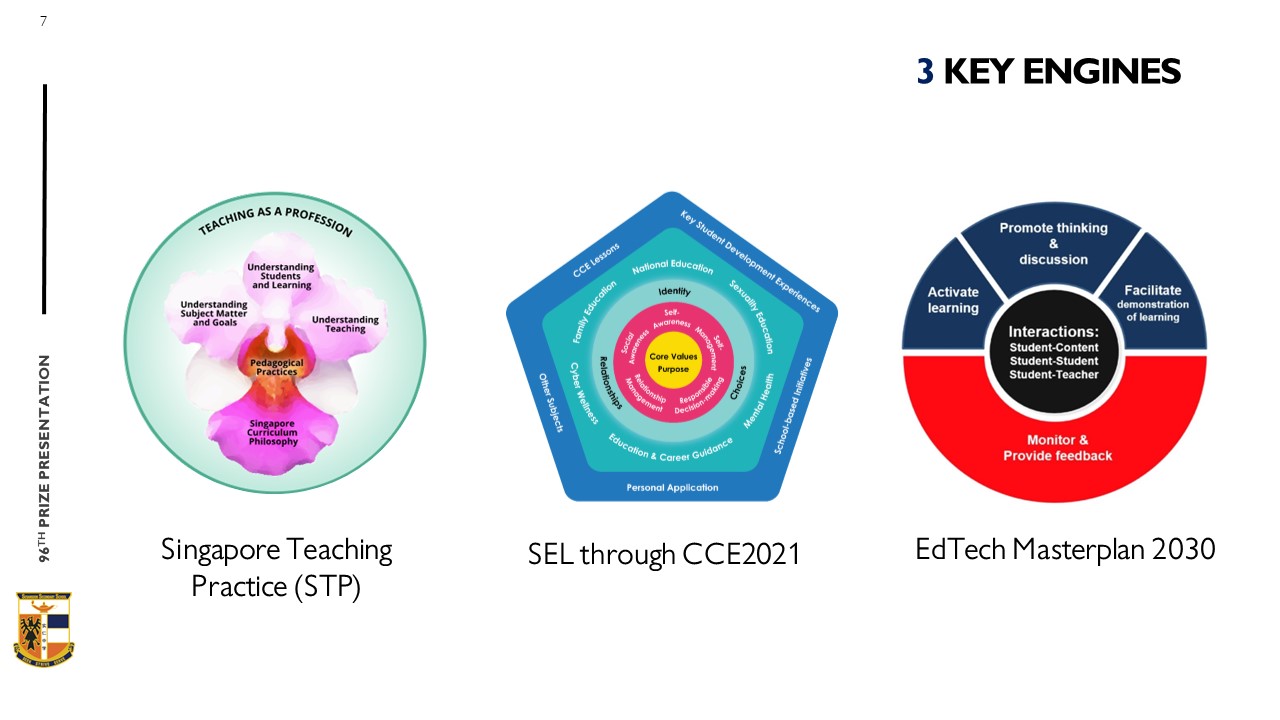 7
3 KEY ENGINES
96TH PRIZE PRESENTATION
TEACHING AS A PROFESSION
Understanding
Students
and Learning
Understanding
Subject Matter
and Goals
Understanding
Teaching
Pedagogical
Practices
Singapore
Curriculum
Philosophy
Singapore Teaching
Practice (STP)
CCE Lessons
Key Student Development Experiences
School-based Initiatives
Personal Application
Other Subjects
National Education
Sexuality Education
Mental Health
Education & Career Guidance
Cyber Wellness
Family Education
Identity
Choices
Relationships
Self-
Awareness
Self-
Management
Responsible
Decision-making
Relationship
Management
Social
Awareness
Core Values
Purpose
SEL through CCE2021
Promote thinking
&
discussion
Activate
learning
Facilitate
demonstration
of learning
Interactions:
Student-Content
Student-Student
Student-Teacher
Monitor &
Provide feedback
EdTech Masterplan 2030